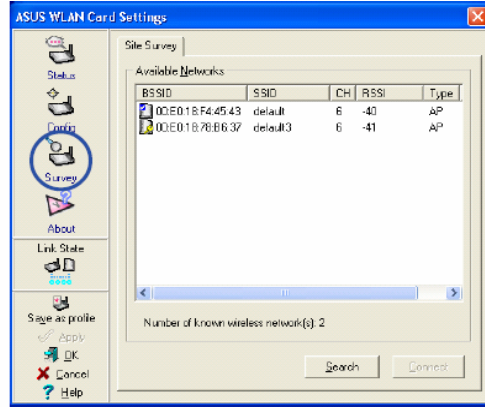 ASUS WLAN Card Settings
Status
Config
Survey
About
Link State
Save as profile
Apply
OK
Cancel
Help
Site Survey
Available Networks
BSSID SSID CH RSSI Type
00:E0:18:F4:45:43 default 6 -40 AP
00:E0:18:78:B6:37 default3 6 -41 AP
Number of known wireless network(s): 2
Search Connect